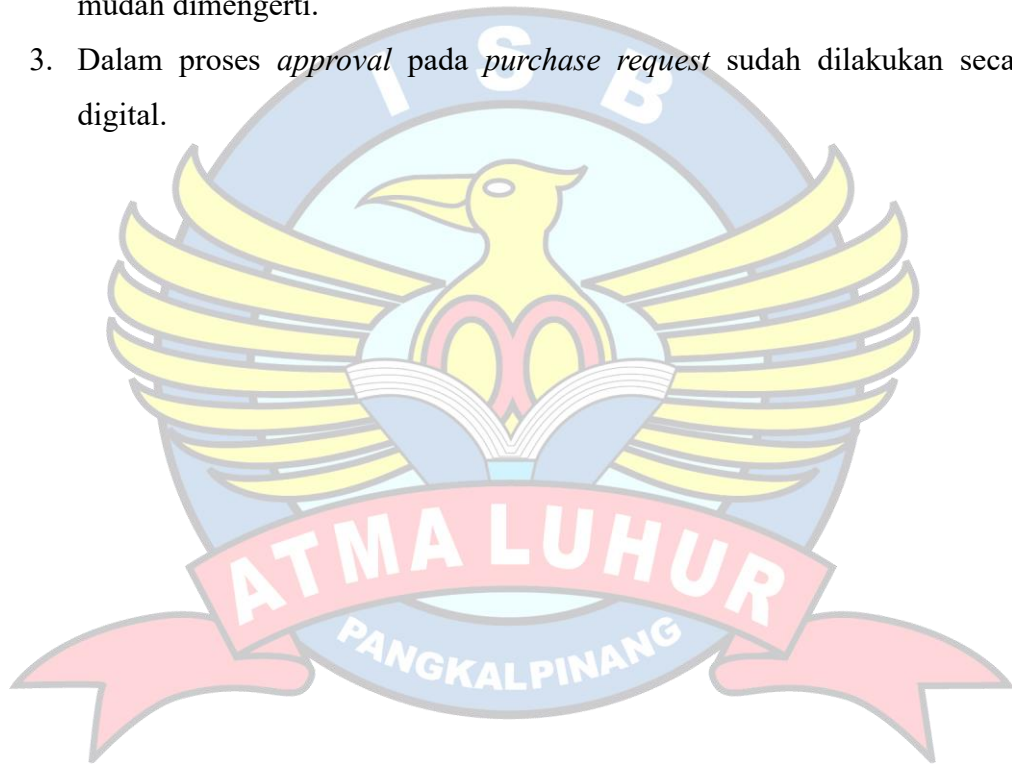 mudah dimengerti.
3. Dalam proses approval pada purchase request sudah dilakukan seca
digital.
I S B
ATMA LUHUR
PANGKALPINANG